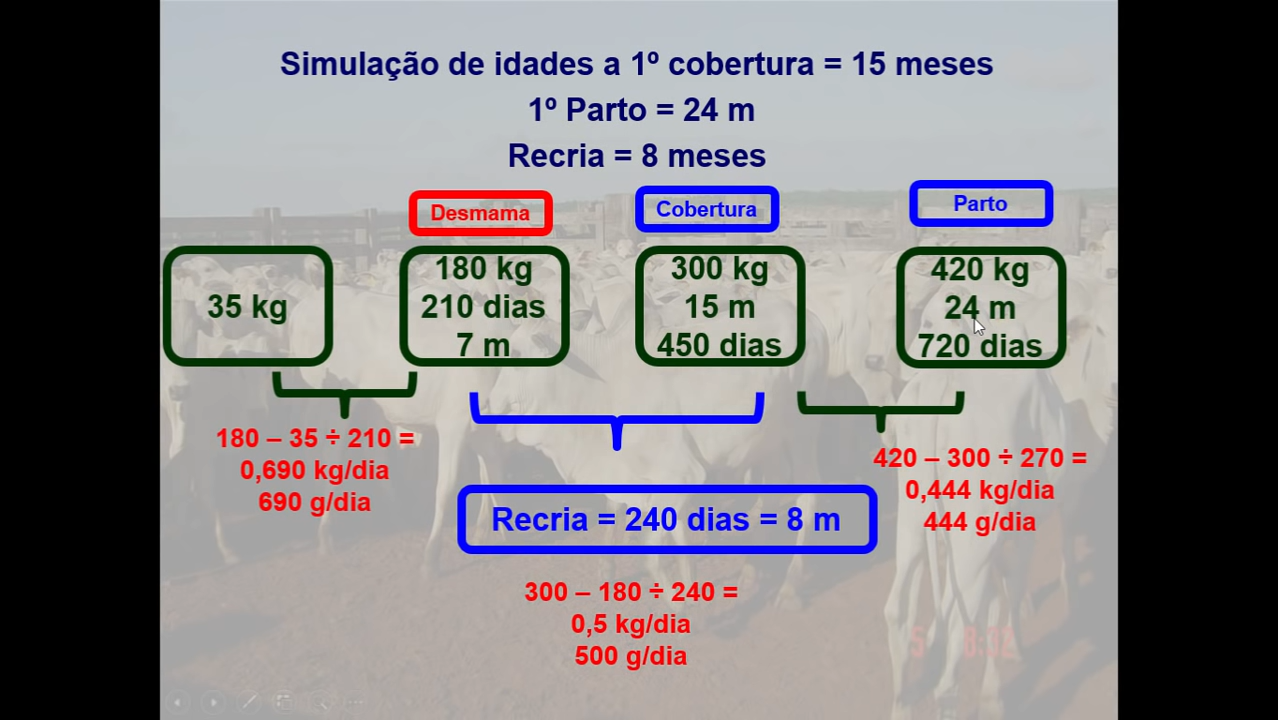 Simulação de idades a 1º cobertura = 15 meses
1º Parto = 24 m
Recria = 8 meses
Desmama
Cobertura
Parto
35 kg
180 kg
210 dias
7 m
300 kg
15 m
450 dias
420 kg
24 m
720 dias
180 – 35 ÷ 210 =
0,690 kg/dia
690 g/dia
Recria = 240 dias = 8 m
300 – 180 ÷ 240 =
0,5 kg/dia
500 g/dia
420 – 300 ÷ 270 =
0,444 kg/dia
444 g/dia